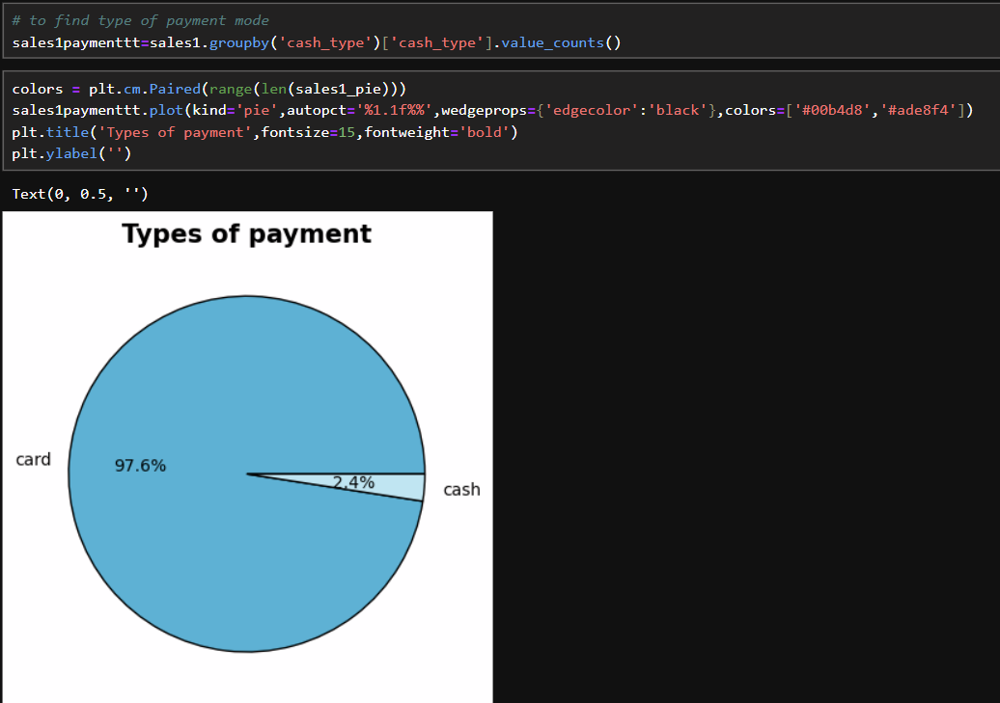 # to find type of payment mode
sales1paymenttt=sales1.groupby('cash_type')['cash_type'].value_counts()
colors = plt.cm.Paired(range(len(sales1_pie)))
sales1paymenttt.plot(kind='pie',autopct='%1.1f%%',wedgeprops={'edgecolor':'black'},colors=['#00b4d8','#ade8f4'])
plt.title('Types of payment',fontsize=15,fontweight='bold')
plt.ylabel('')
Text(0, 0.5, '')
Types of payment
card
97.6%
2.4%
cash